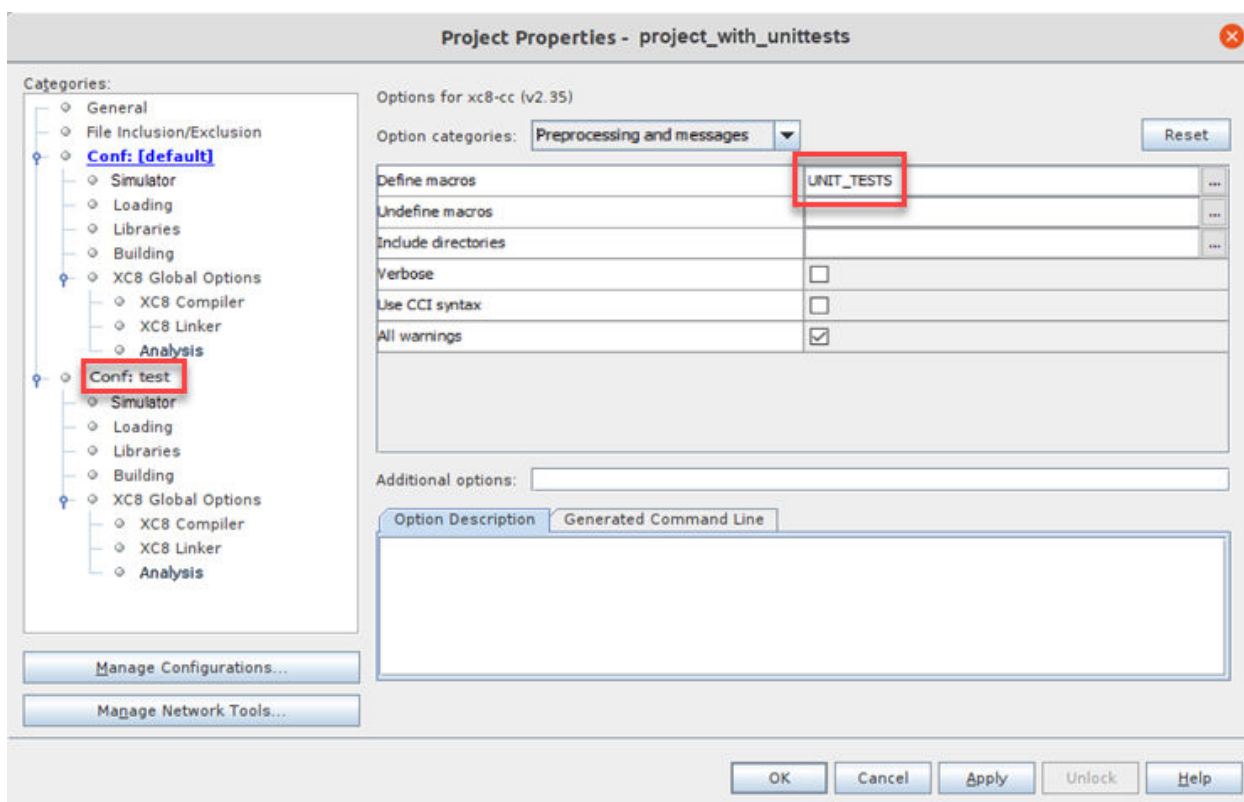 Project Properties - project_with_unittests
Categories:
General
File Inclusion/Exclusion
Conf: [default]
Simulator
Loading
Libraries
Building
XC8 Global Options
XC8 Compiler
XC8 Linker
Analysis
Conf: test
Simulator
Loading
Libraries
Building
XC8 Global Options
XC8 Compiler
XC8 Linker
Analysis
Manage Configurations...
Manage Network Tools...
Options for xc8-cc (v2.35)
Option categories: Preprocessing and messages Reset
Define macros UNIT_TESTS ...
Undefine macros ...
Include directories ...
Verbose
Use CCI syntax
All warnings
Additional options:
Option Description Generated Command Line
OK Cancel Apply Unlock Help